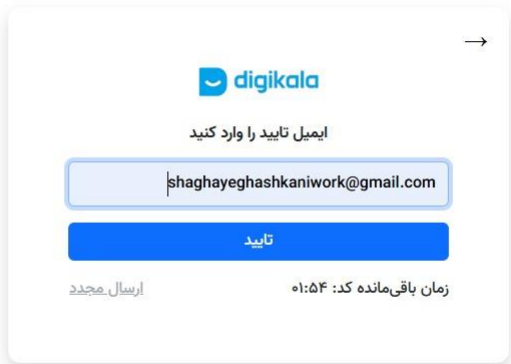 →
digikala
ایمیل تایید را وارد کنید
shaghayeghashkaniwork@gmail.com
تایید
زمان باقی‌مانده کد: ۰۱:۵۴
ارسال مجدد